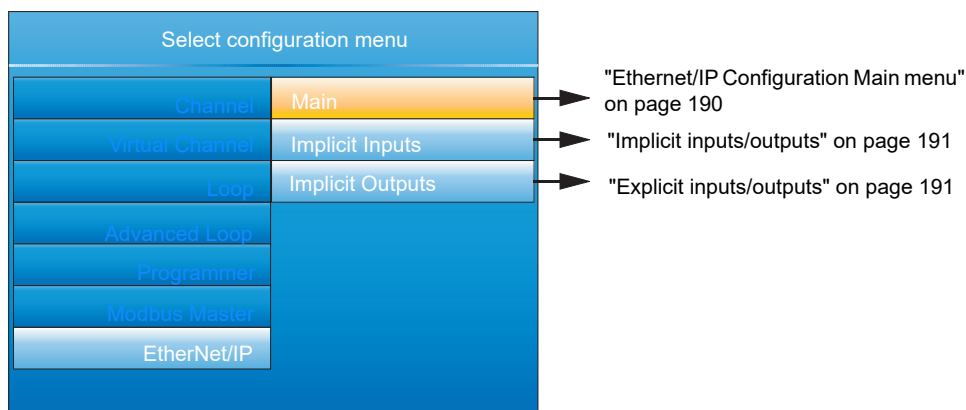 Select configuration menu
Channel
Virtual Channel
Loop
Advanced Loop
Programmer
Modbus Master
EtherNet/IP
Main
Implicit Inputs
Implicit Outputs
"Ethernet/IP Configuration Main menu"
on page 190
"Implicit inputs/outputs" on page 191
"Explicit inputs/outputs" on page 191